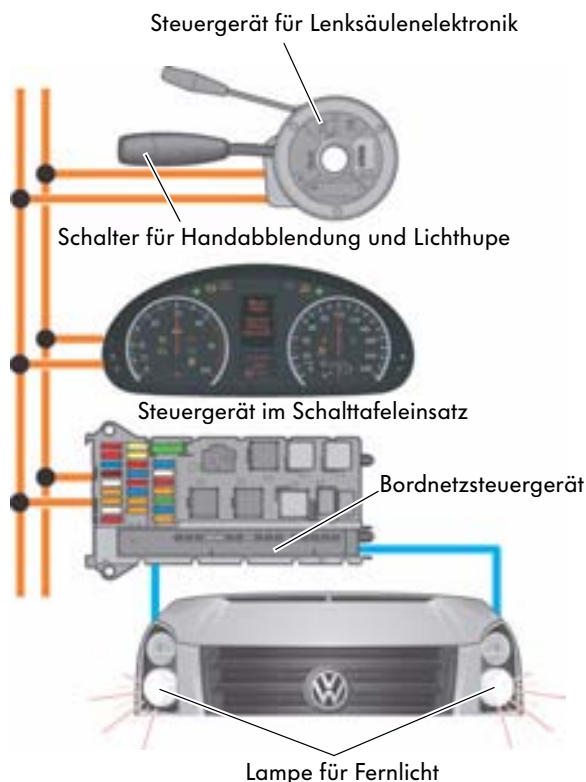 Steuergerät für Lenksäulenelektronik
Schalter für Handabblendung und Lichthupe
Steuergerät im Schalttafeleinsatz
Bordnetzsteuergerät
Lampe für Fernlicht